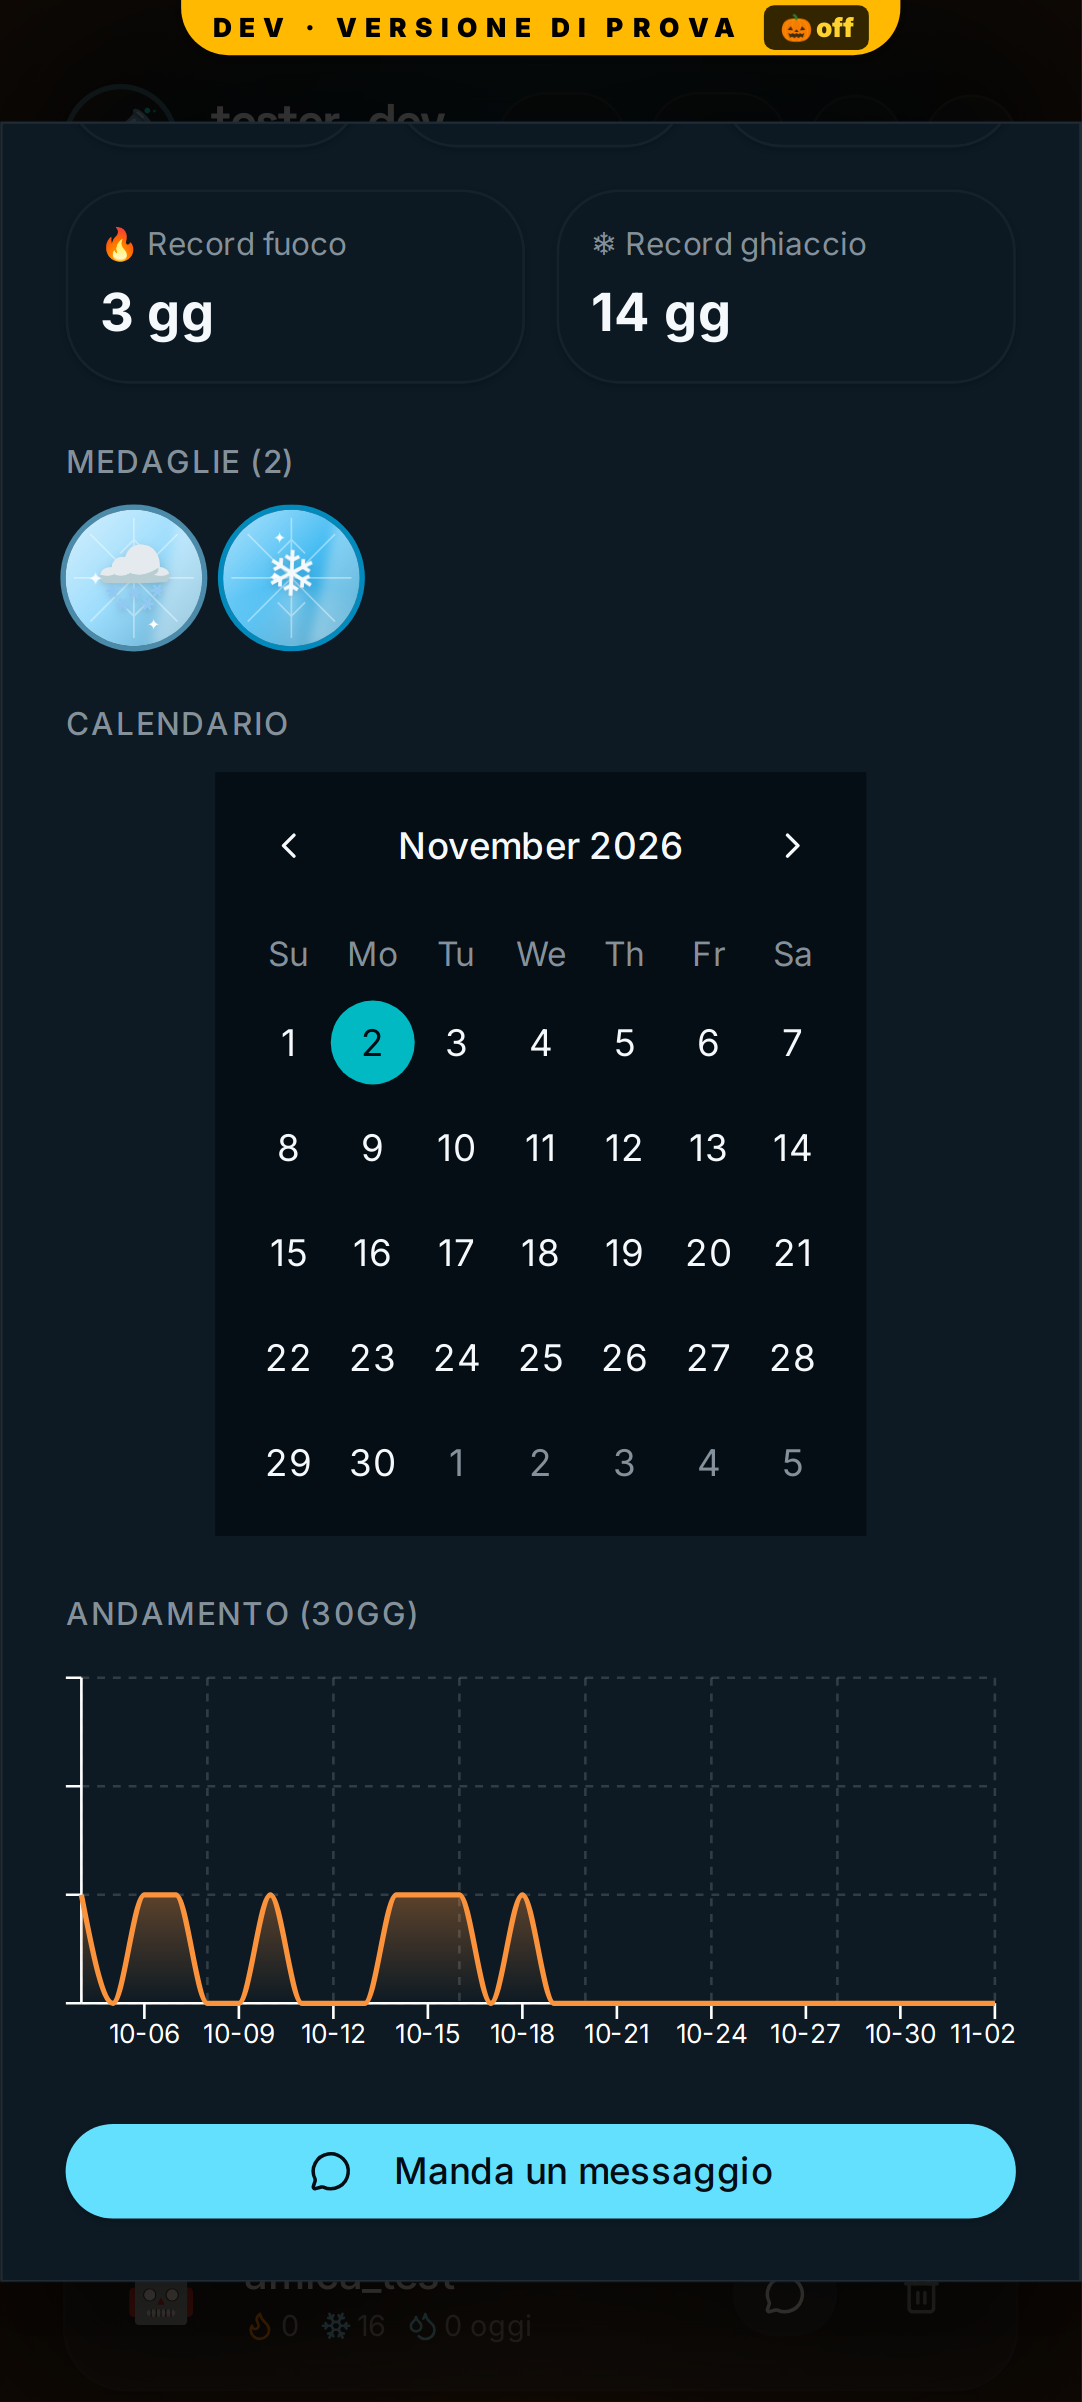 DEV · VERSIONE DI PROVA 🎃 off
tester_dev
🔥 Record fuoco
3 gg
❄ Record ghiaccio
14 gg
MEDAGLIE (2)
CALENDARIO
November 2026
Su Mo Tu We Th Fr Sa
1 2 3 4 5 6 7
8 9 10 11 12 13 14
15 16 17 18 19 20 21
22 23 24 25 26 27 28
29 30 1 2 3 4 5
ANDAMENTO (30GG)
10-06 10-09 10-12 10-15 10-18 10-21 10-24 10-27 10-30 11-02
Manda un messaggio
amica_test
0 16 0 oggi